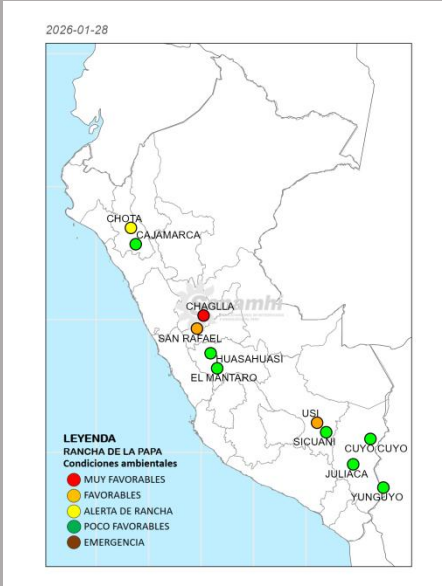 2026-01-28
CHOTA
CAJAMARCA
CHAGLLA
SAN RAFAEL
HUASAHUASI
EL MANTARO
USI
SICUANI
CUYO CUYO
JULIACA
YUNGUYO
LEYENDA
RANCHA DE LA PAPA
Condiciones ambientales
MUY FAVORABLES
FAVORABLES
ALERTA DE RANCHA
POCO FAVORABLES
EMERGENCIA